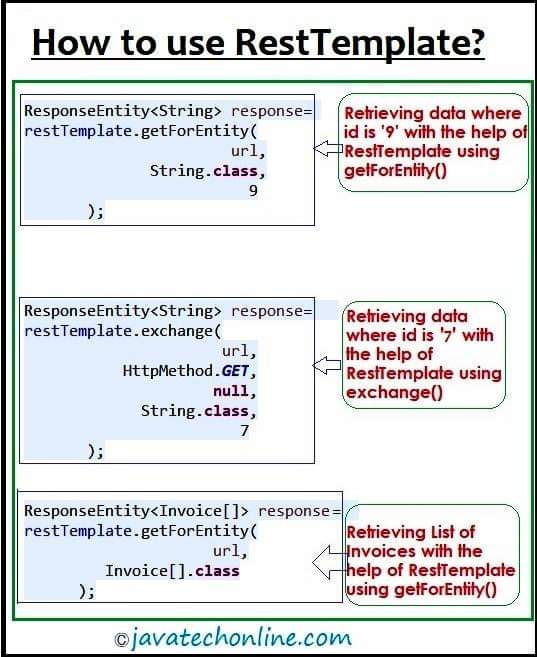 How to use RestTemplate?
ResponseEntity<String> response=
restTemplate.getForEntity(
url,
String.class,
9
);
Retrieving data where
id is '9' with the help of
RestTemplate using
getForEntity()
ResponseEntity<String> response=
restTemplate.exchange(
url,
HttpMethod.GET,
null,
String.class,
7
);
Retrieving data
where id is '7' with
the help of
RestTemplate using
exchange()
ResponseEntity<Invoice[]> response=
restTemplate.getForEntity(
url,
Invoice[].class
);
Retrieving List of
Invoices with the
help of RestTemplate
using getForEntity()
©javatechonline.com